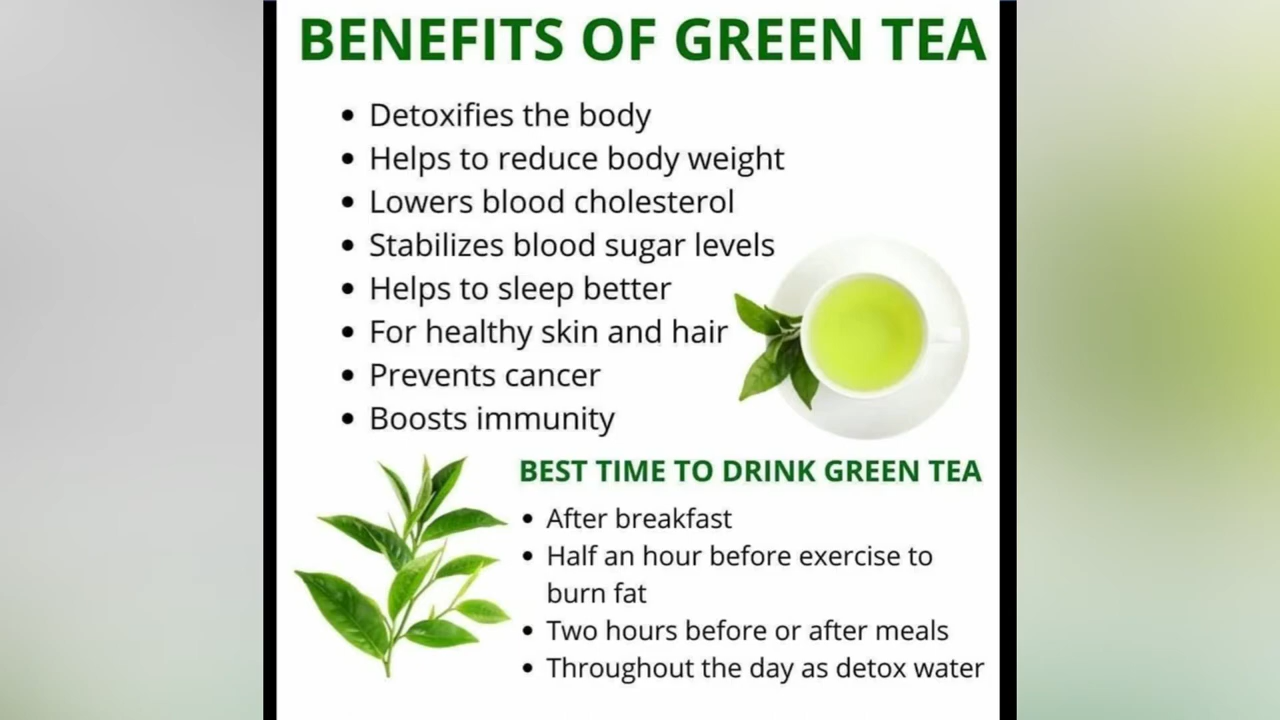 BENEFITS OF GREEN TEA
• Detoxifies the body
• Helps to reduce body weight
• Lowers blood cholesterol
• Stabilizes blood sugar levels
• Helps to sleep better
• For healthy skin and hair
• Prevents cancer
• Boosts immunity
BEST TIME TO DRINK GREEN TEA
• After breakfast
• Half an hour before exercise to
burn fat
• Two hours before or after meals
• Throughout the day as detox water